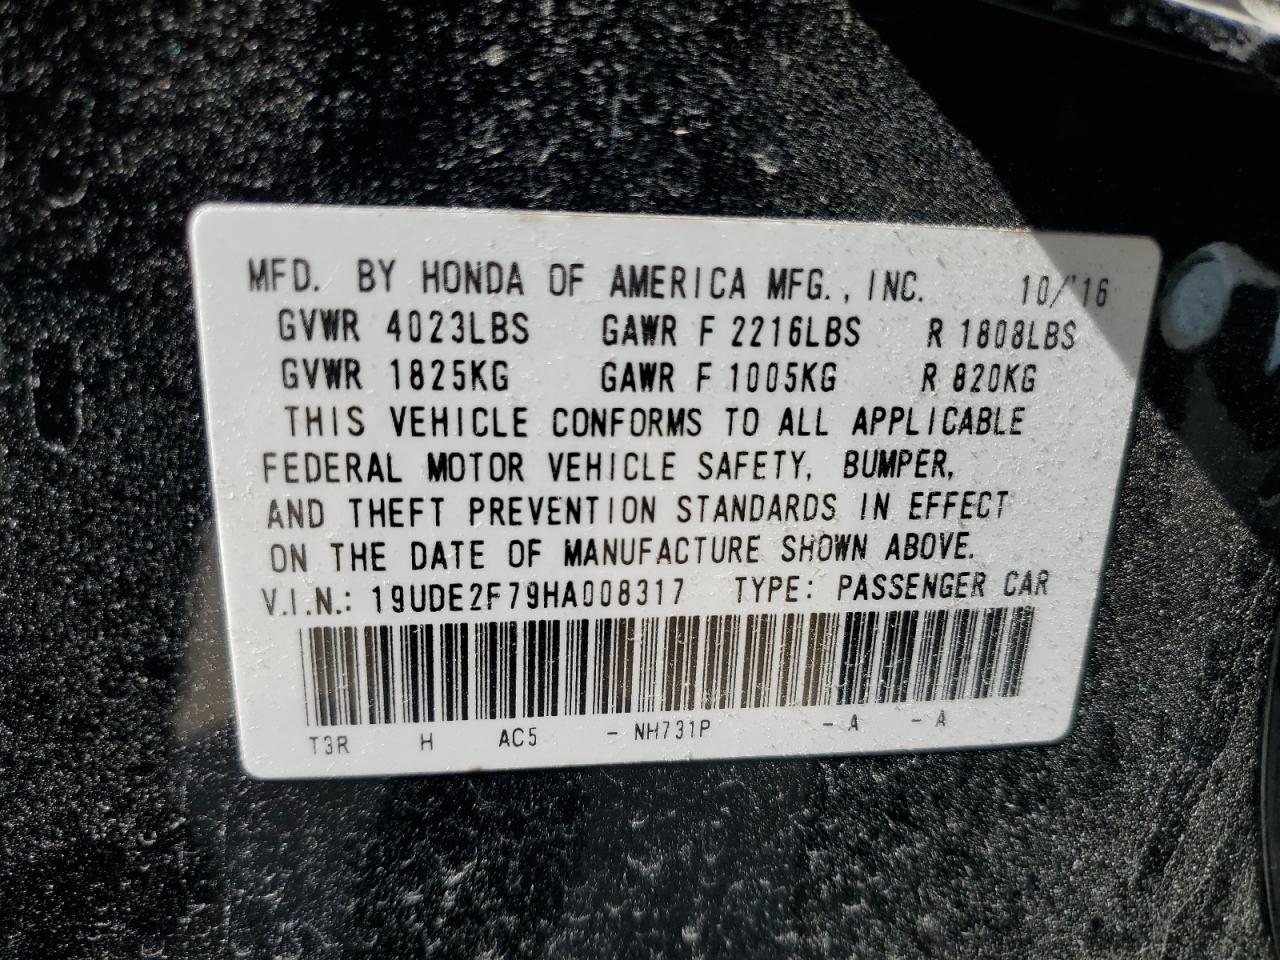 MFD. BY HONDA OF AMERICA MFG., INC. 10/'16
GVWR 4023LBS GAWR F 2216LBS R 1808LBS
GVWR 1825KG GAWR F 1005KG R 820KG
THIS VEHICLE CONFORMS TO ALL APPLICABLE
FEDERAL MOTOR VEHICLE SAFETY, BUMPER,
AND THEFT PREVENTION STANDARDS IN EFFECT
ON THE DATE OF MANUFACTURE SHOWN ABOVE.
V.I.N.: 19UDE2F79HA008317 TYPE: PASSENGER CAR
T3R H AC5 - NH731P - A - A